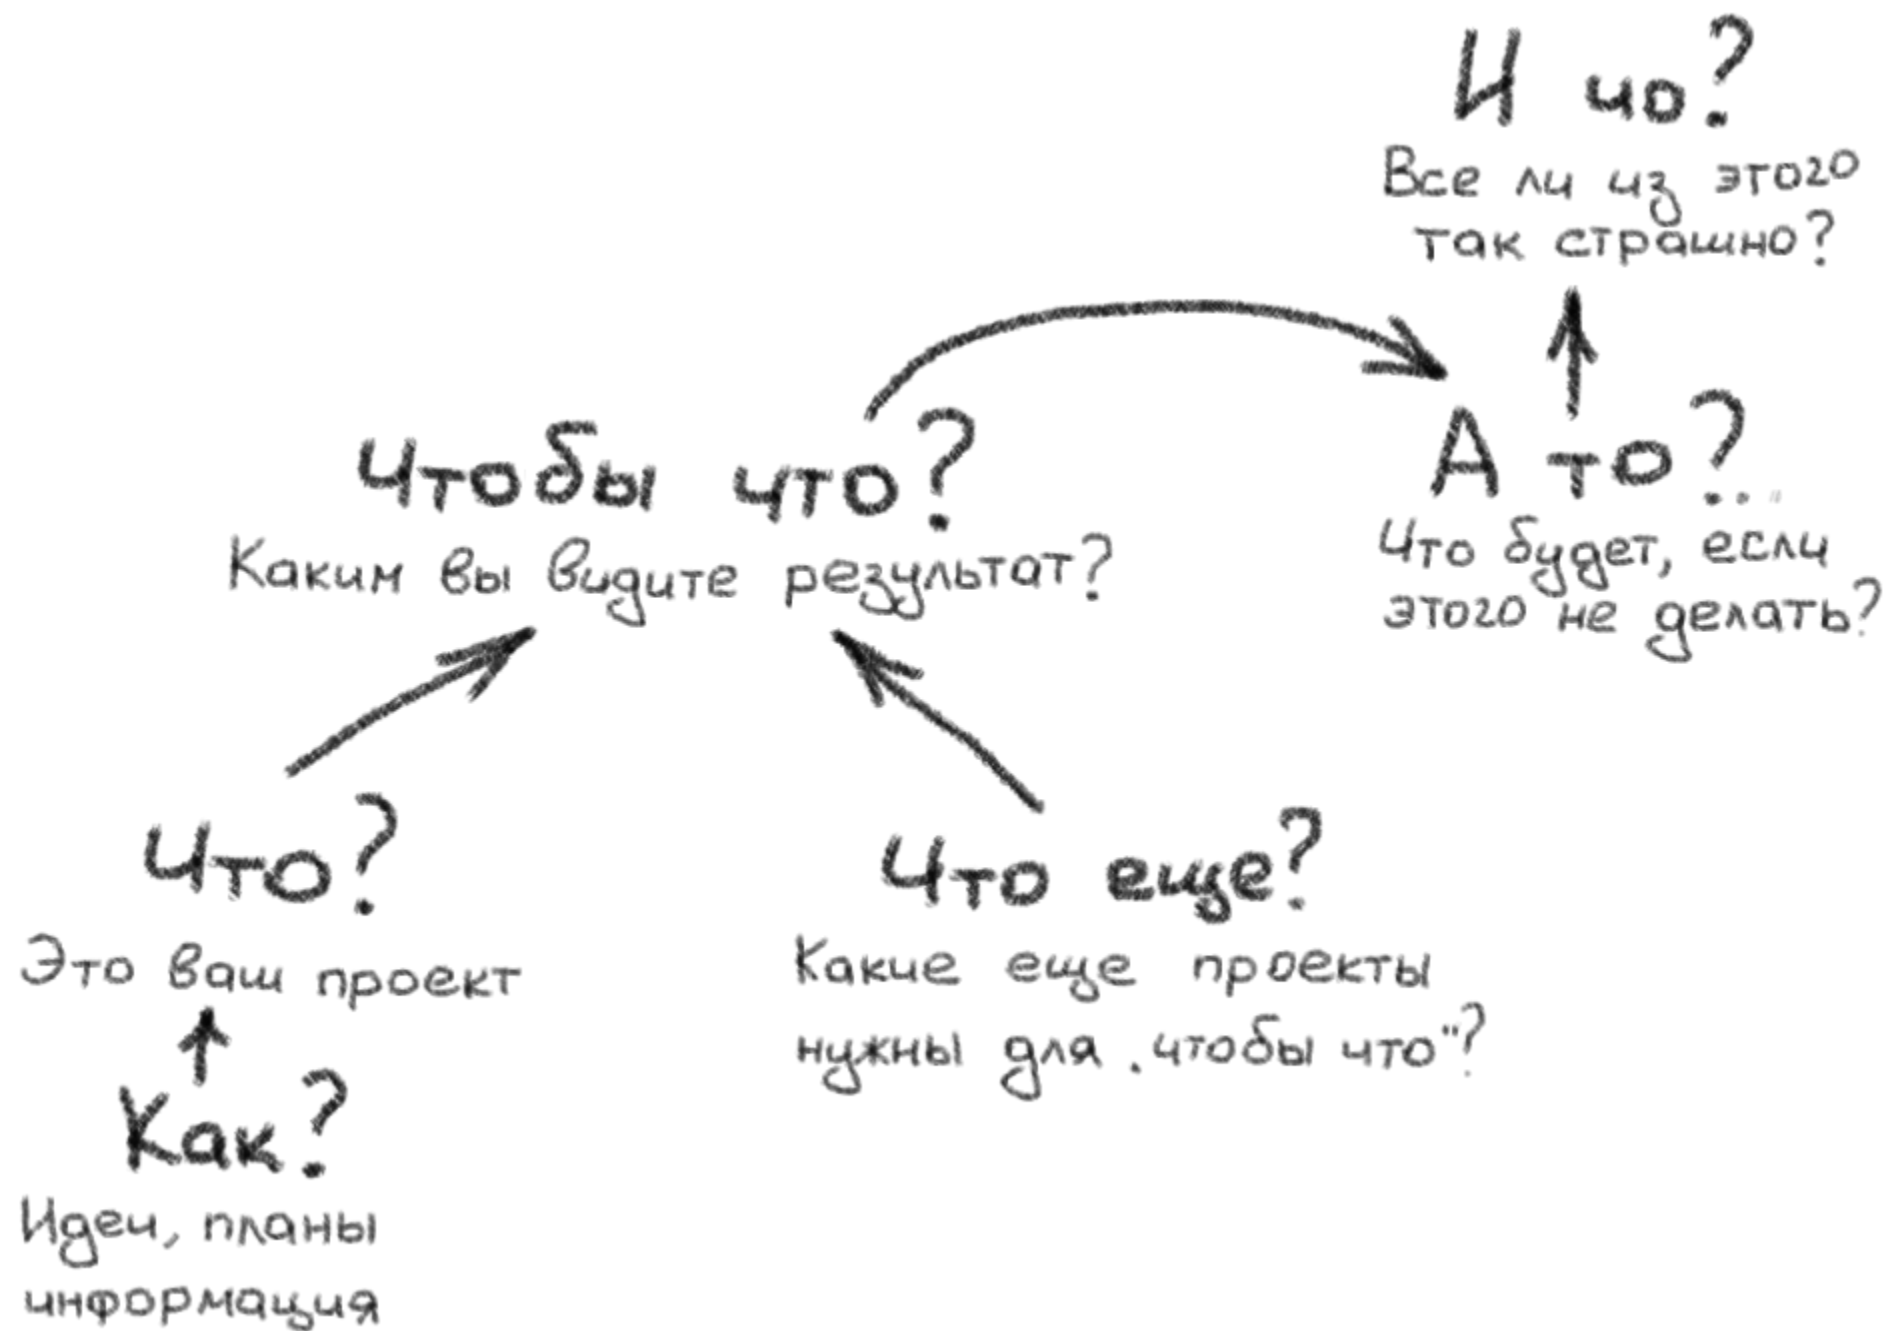 И чо?
Все ли из этого
так страшно?
Чтобы что?
Каким вы видите результат?
А то?..
Что будет, если
этого не делать?
Что?
Это ваш проект
Что еще?
Какие еще проекты
нужны для „чтобы что"?
Как?
Идеи, планы
информация